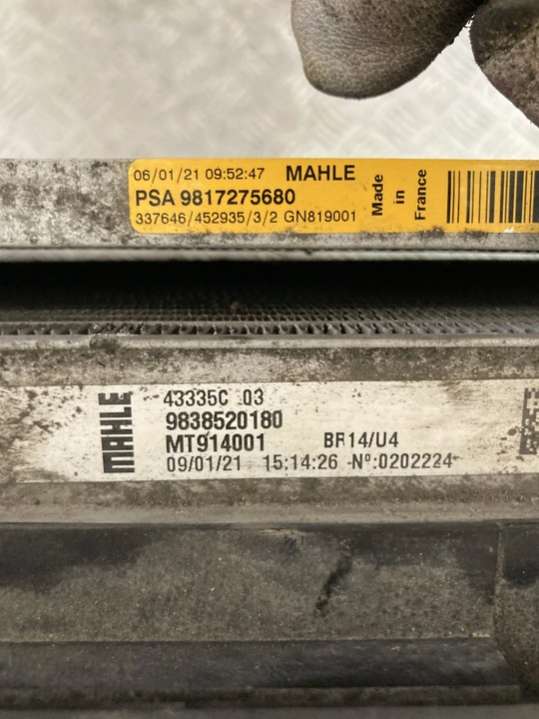 06/01/21 09:52:47 MAHLE
PSA 9817275680
337646/452935/3/2 GN819001
Made in France
MAHLE
43335C 03
9838520180
MT914001 BR14/U4
09/01/21 15:14:26 -Nº:0202224-